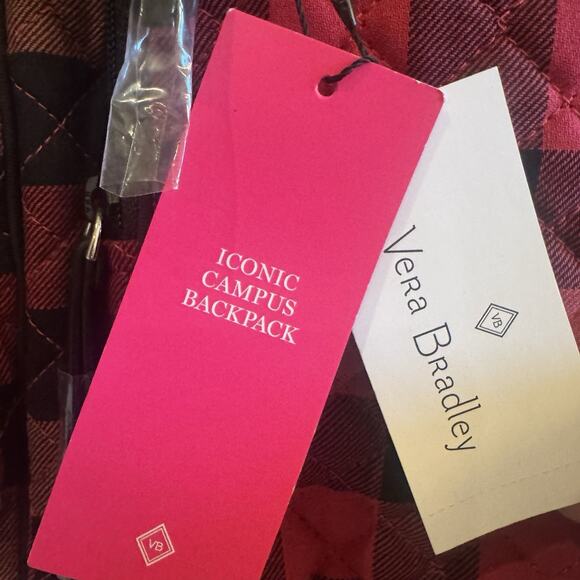 ICONIC
CAMPUS
BACKPACK
VB
Vera Bradley
VB